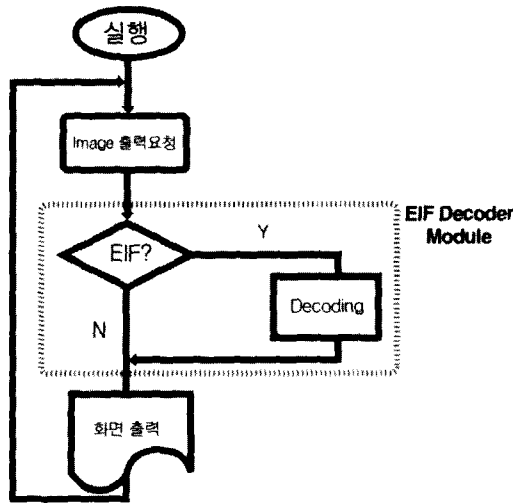 실행
Image 출력요청
EIF Decoder
Module
EIF?
Y
Decoding
N
화면 출력